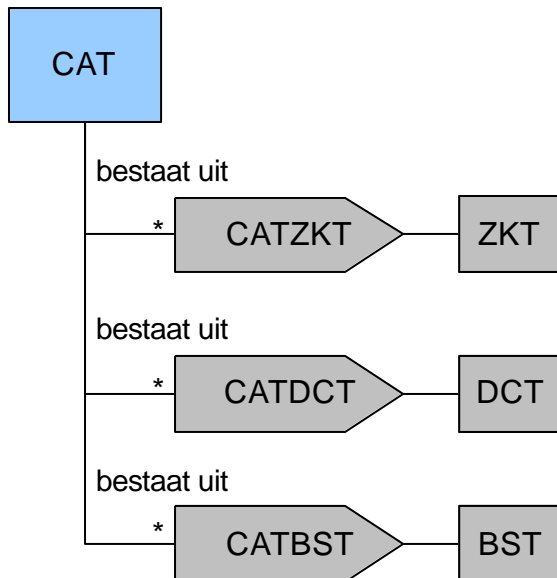 CAT
bestaat uit
* CATZKT ZKT
bestaat uit
* CATDCT DCT
bestaat uit
* CATBST BST